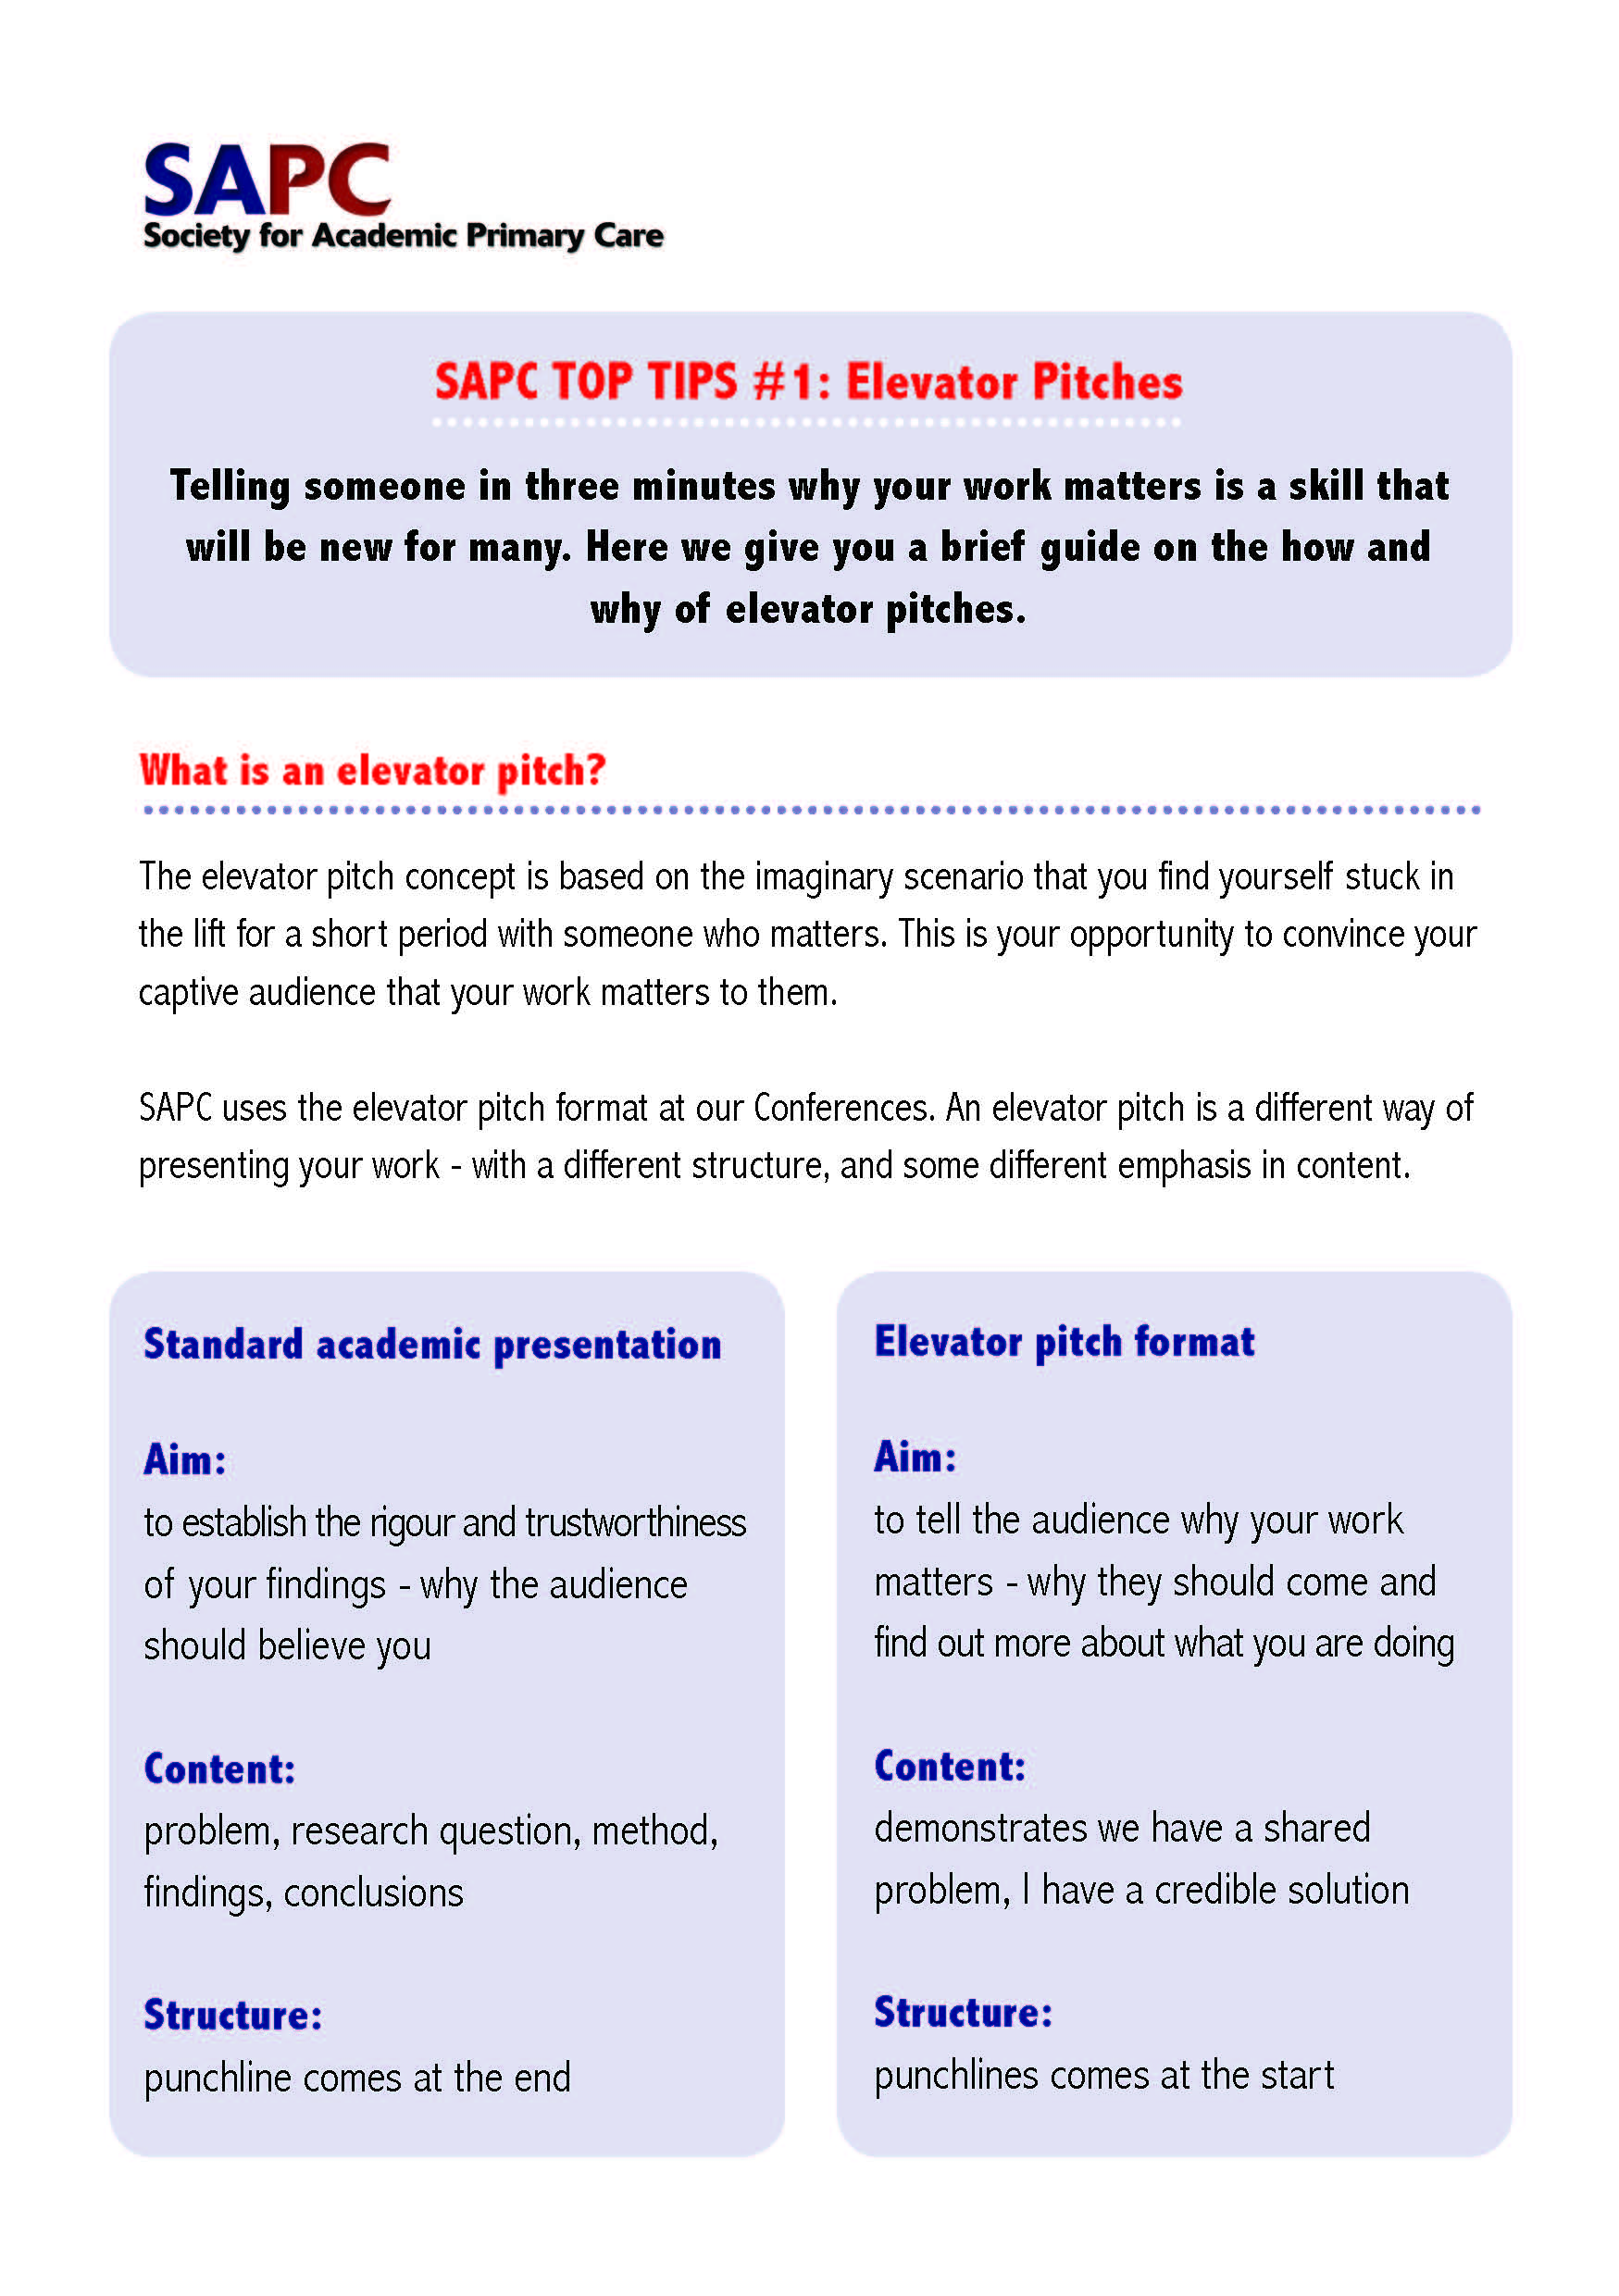 SAPC
Society for Academic Primary Care
SAPC TOP TIPS #1: Elevator Pitches
Telling someone in three minutes why your work matters is a skill that
will be new for many. Here we give you a brief guide on the how and
why of elevator pitches.
What is an elevator pitch?
The elevator pitch concept is based on the imaginary scenario that you find yourself stuck in
the lift for a short period with someone who matters. This is your opportunity to convince your
captive audience that your work matters to them.
SAPC uses the elevator pitch format at our Conferences. An elevator pitch is a different way of
presenting your work - with a different structure, and some different emphasis in content.
Standard academic presentation
Aim:
to establish the rigour and trustworthiness
of your findings - why the audience
should believe you
Content:
problem, research question, method,
findings, conclusions
Structure:
punchline comes at the end
Elevator pitch format
Aim:
to tell the audience why your work
matters - why they should come and
find out more about what you are doing
Content:
demonstrates we have a shared
problem, I have a credible solution
Structure:
punchlines comes at the start